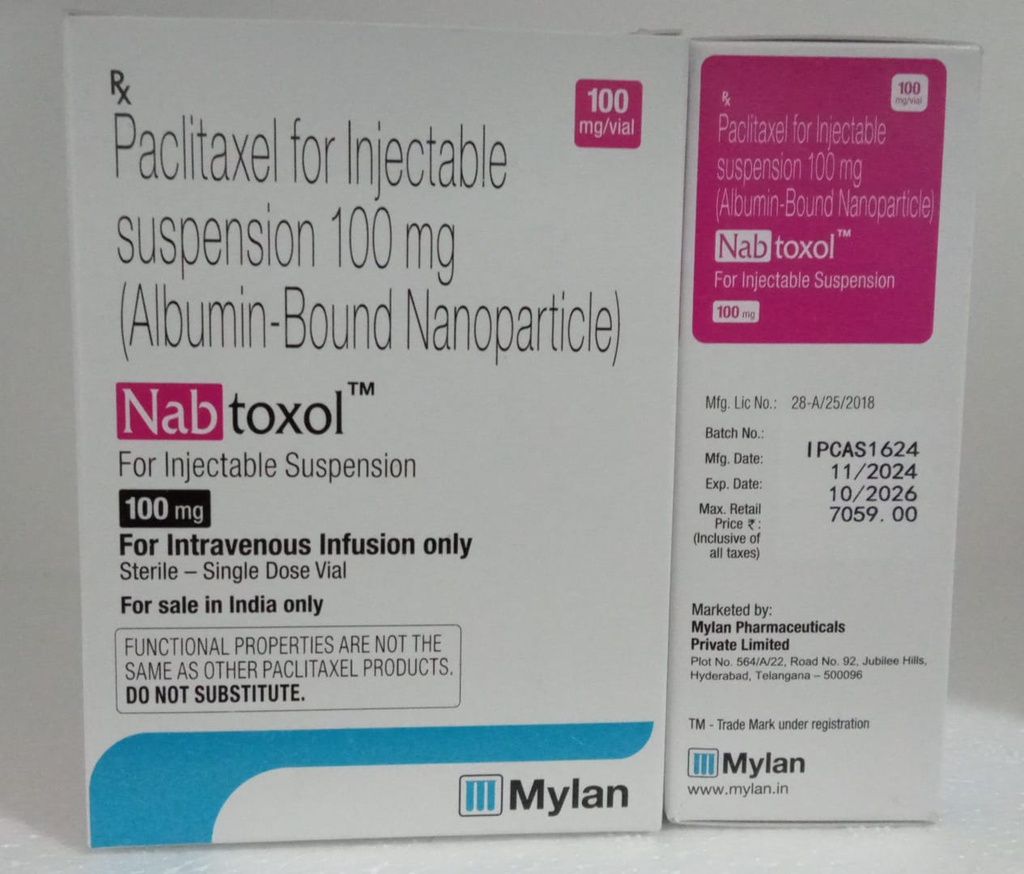 Rx
100
mg/vial
Paclitaxel for Injectable
suspension 100 mg
(Albumin-Bound Nanoparticle)
Nab toxol™
For Injectable Suspension
100 mg
For Intravenous Infusion only
Sterile – Single Dose Vial
For sale in India only
FUNCTIONAL PROPERTIES ARE NOT THE
SAME AS OTHER PACLITAXEL PRODUCTS.
DO NOT SUBSTITUTE.
Mylan
Rx
100
mg/vial
Paclitaxel for Injectable
suspension 100 mg
(Albumin-Bound Nanoparticle)
Nab toxol™
For Injectable Suspension
100 mg
Mfg. Lic No.: 28-A/25/2018
Batch No.: IPCAS1624
Mfg. Date: 11/2024
Exp. Date: 10/2026
Max. Retail 7059.00
Price ₹ :
(Inclusive of
all taxes)
Marketed by:
Mylan Pharmaceuticals
Private Limited
Plot No. 564/A/22, Road No. 92, Jubilee Hills,
Hyderabad, Telangana – 500096
TM - Trade Mark under registration
Mylan
www.mylan.in